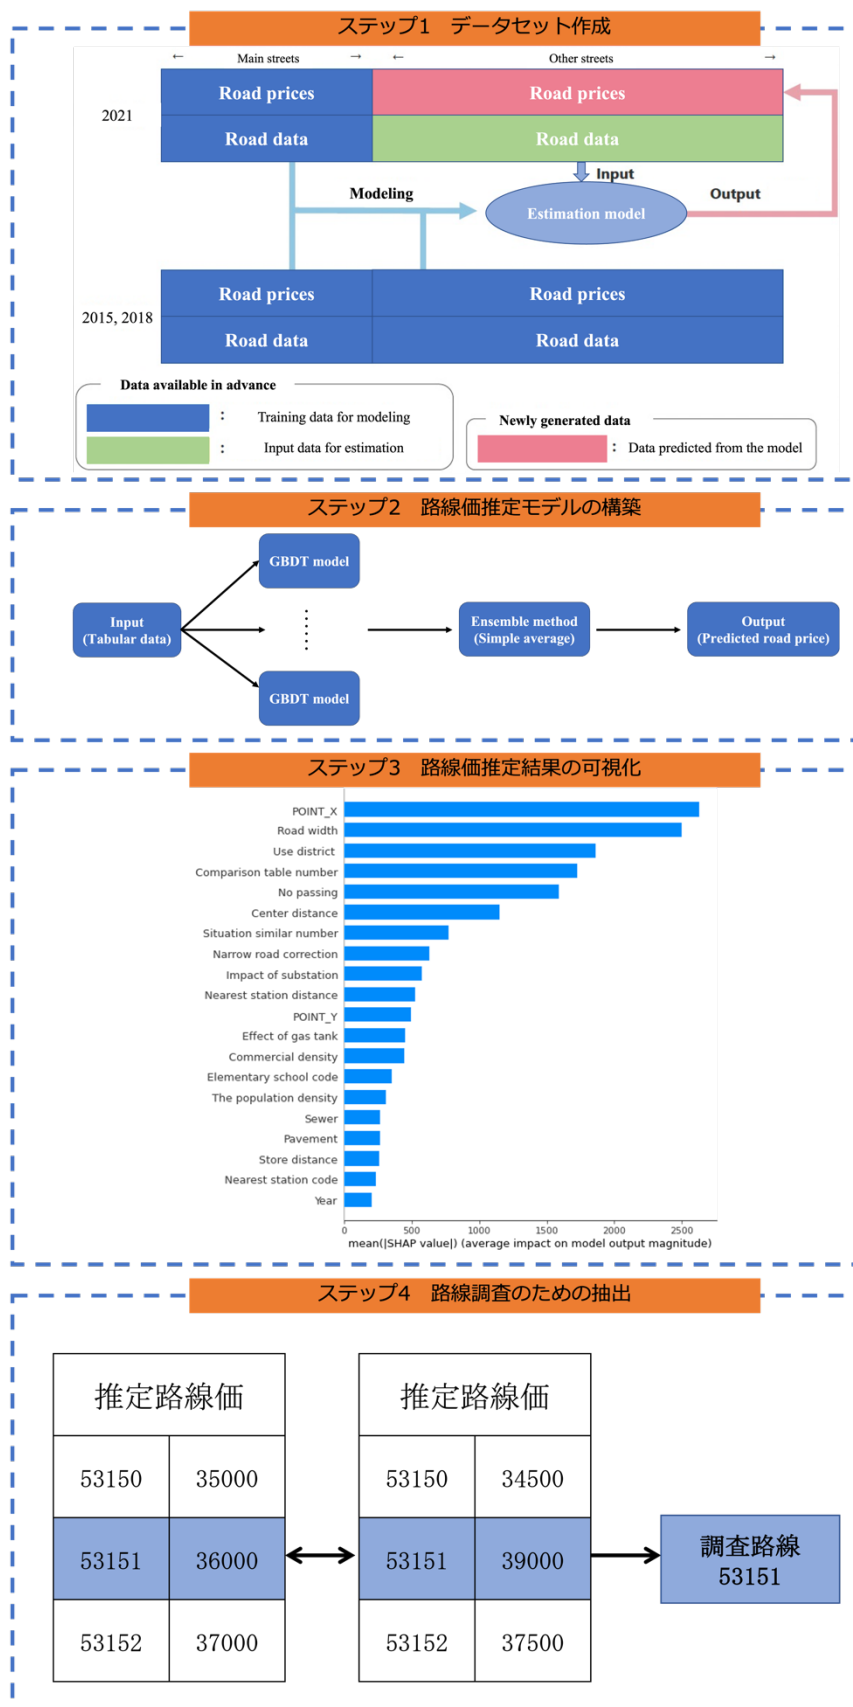 ステップ1　データセット作成
← Main streets → ← Other streets →
2021
Road prices Road prices
Road data Road data
Input
Modeling
Output
Estimation model
2015, 2018
Road prices Road prices
Road data Road data
Data available in advance
: Training data for modeling
: Input data for estimation
Newly generated data
: Data predicted from the model
ステップ2　路線価推定モデルの構築
GBDT model
Input
(Tabular data)
Ensemble method
(Simple average)
Output
(Predicted road price)
GBDT model
ステップ3　路線価推定結果の可視化
POINT_X
Road width
Use district
Comparison table number
No passing
Center distance
Situation similar number
Narrow road correction
Impact of substation
Nearest station distance
POINT_Y
Effect of gas tank
Commercial density
Elementary school code
The population density
Sewer
Pavement
Store distance
Nearest station code
Year
0 500 1000 1500 2000 2500
mean(|SHAP value|) (average impact on model output magnitude)
ステップ4　路線調査のための抽出
推定路線価
53150 35000
53151 36000
53152 37000
推定路線価
53150 34500
53151 39000
53152 37500
調査路線
53151